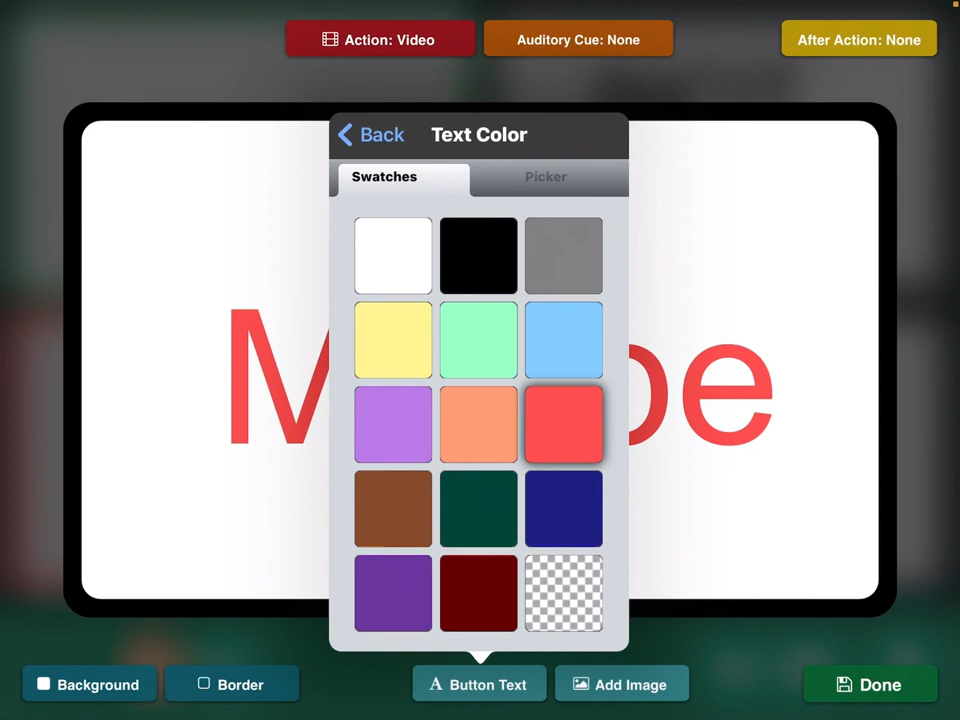 Action: Video
Auditory Cue: None
After Action: None
Back
Text Color
Swatches
Picker
Button Text
Background
Border
Add Image
Done